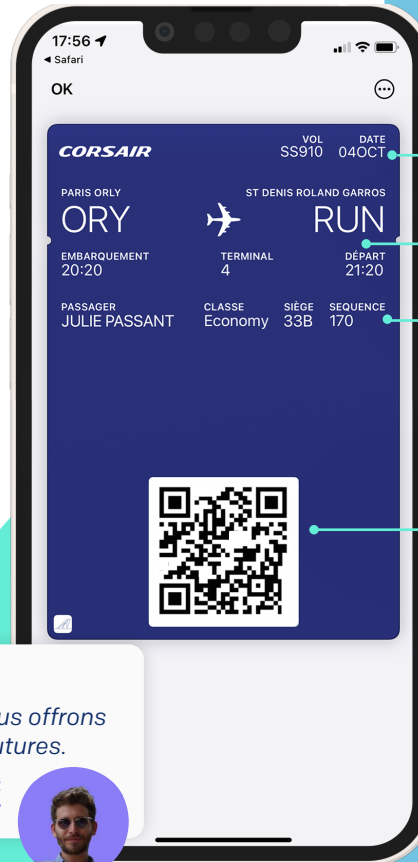 17:56
◀ Safari
OK
CORSAIR
VOL DATE
SS910 04OCT
PARIS ORLY ST DENIS ROLAND GARROS
ORY RUN
EMBARQUEMENT TERMINAL DÉPART
20:20 4 21:20
PASSAGER CLASSE SIÈGE SEQUENCE
JULIE PASSANT Economy 33B 170
us offrons
utures.